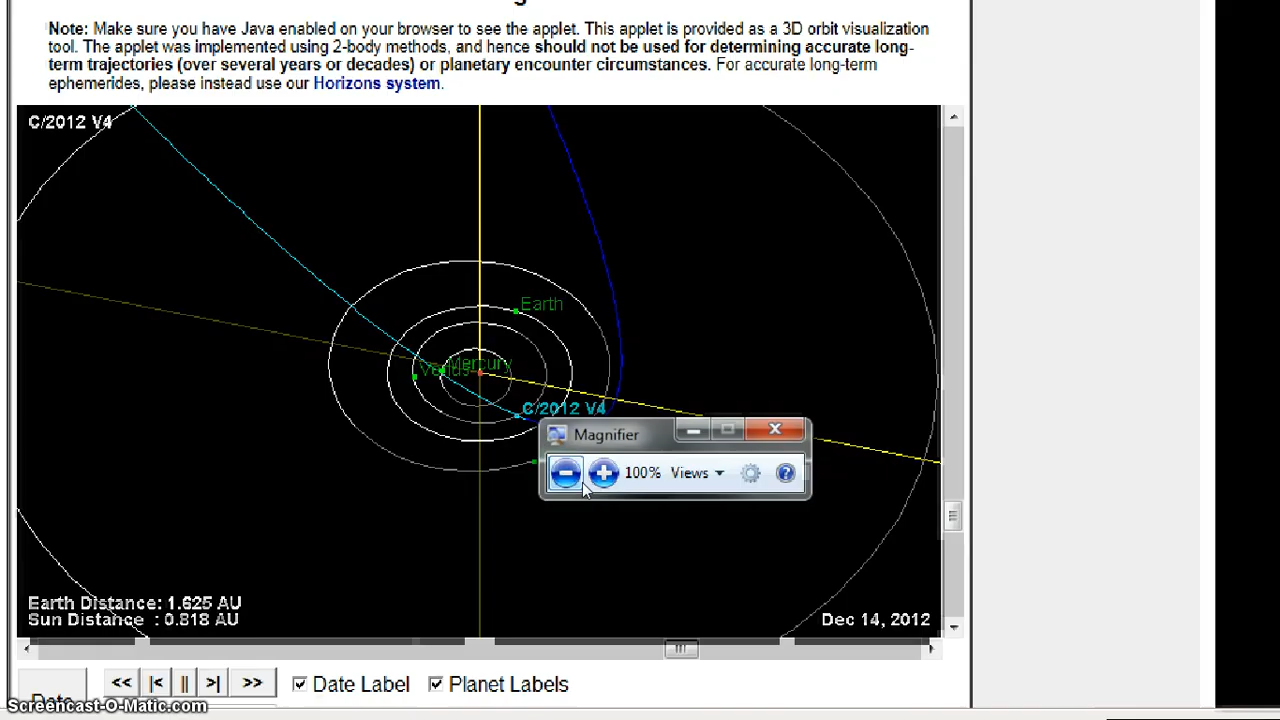 Note: Make sure you have Java enabled on your browser to see the applet. This applet is provided as a 3D orbit visualization
tool. The applet was implemented using 2-body methods, and hence should not be used for determining accurate long-
term trajectories (over several years or decades) or planetary encounter circumstances. For accurate long-term
ephemerides, please instead use our Horizons system.
C/2012 V4
Earth
Mercury
Venus
C/2012 V4
Magnifier
100% Views
Earth Distance: 1.625 AU
Sun Distance : 0.818 AU
Dec 14, 2012
Date
<< |< || >| >>
Date Label
Planet Labels
Screencast-O-Matic.com